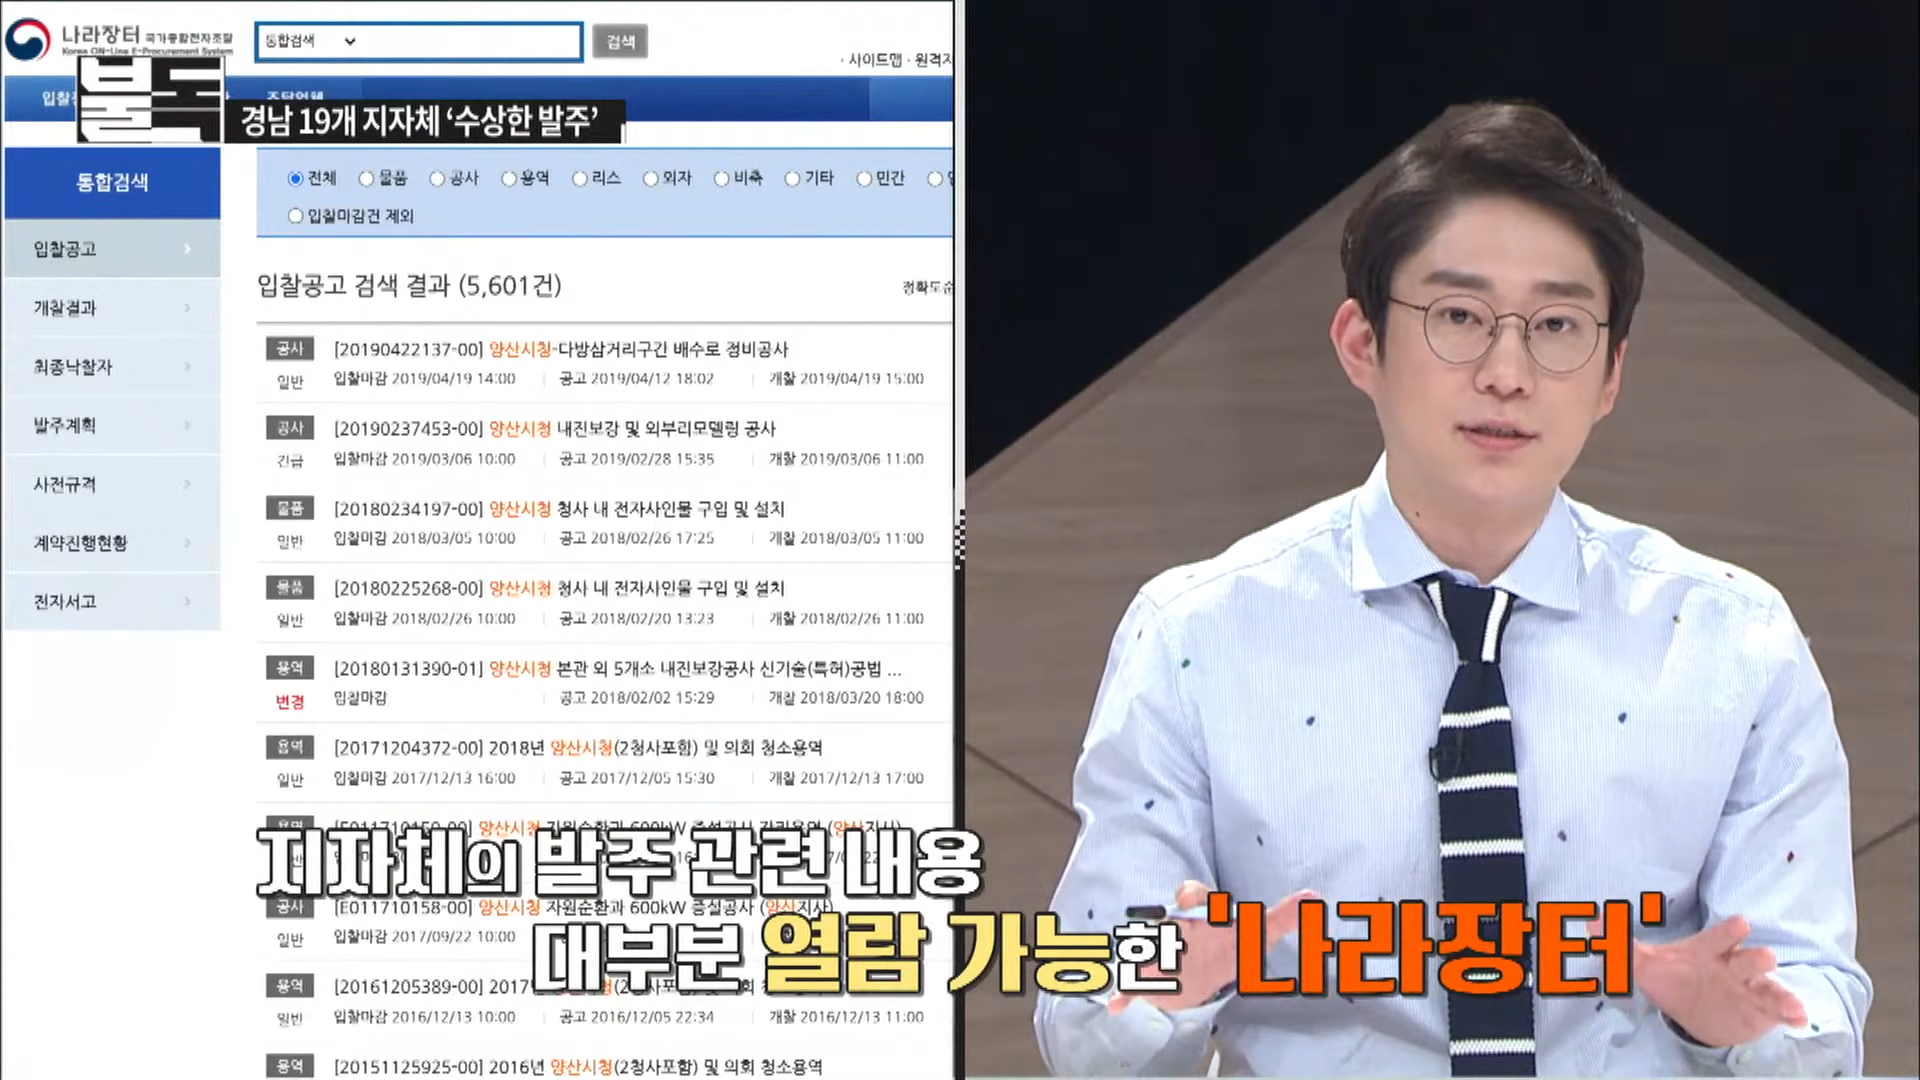 나라장터 국가종합전자조달
Korea ON-Line E-Procurement System
통합검색
검색
· 사이트맵 · 원격지
불독
경남 19개 지자체 ‘수상한 발주’
통합검색
입찰공고
개찰결과
최종낙찰자
발주계획
사전규격
계약진행현황
전자서고
전체 물품 공사 용역 리스 외자 비축 기타 민간
입찰마감건 제외
입찰공고 검색 결과 (5,601건)
정확도순
공사 [20190422137-00] 양산시청-다방삼거리구간 배수로 정비공사
일반 입찰마감 2019/04/19 14:00 공고 2019/04/12 18:02 개찰 2019/04/19 15:00
공사 [20190237453-00] 양산시청 내진보강 및 외부리모델링 공사
긴급 입찰마감 2019/03/06 10:00 공고 2019/02/28 15:35 개찰 2019/03/06 11:00
물품 [20180234197-00] 양산시청 청사 내 전자사인물 구입 및 설치
일반 입찰마감 2018/03/05 10:00 공고 2018/02/26 17:25 개찰 2018/03/05 11:00
물품 [20180225268-00] 양산시청 청사 내 전자사인물 구입 및 설치
일반 입찰마감 2018/02/26 10:00 공고 2018/02/20 13:23 개찰 2018/02/26 11:00
용역 [20180131390-01] 양산시청 본관 외 5개소 내진보강공사 신기술(특허)공법 ...
변경 입찰마감 공고 2018/02/02 15:29 개찰 2018/03/20 18:00
용역 [20171204372-00] 2018년 양산시청(2청사포함) 및 의회 청소용역
일반 입찰마감 2017/12/13 16:00 공고 2017/12/05 15:30 개찰 2017/12/13 17:00
지자체의 발주 관련 내용
공사 [E011710158-00] 양산시청 자원순환과 600kW 증설공사 (양산지사)
일반 입찰마감 2017/09/22 10:00
대부분 열람 가능한 '나라장터'
용역 [20161205389-00]
일반 입찰마감 2016/12/13 10:00 공고 2016/12/05 22:34 개찰 2016/12/13 11:00
용역 [20151125925-00] 2016년 양산시청(2청사포함) 및 의회 청소용역